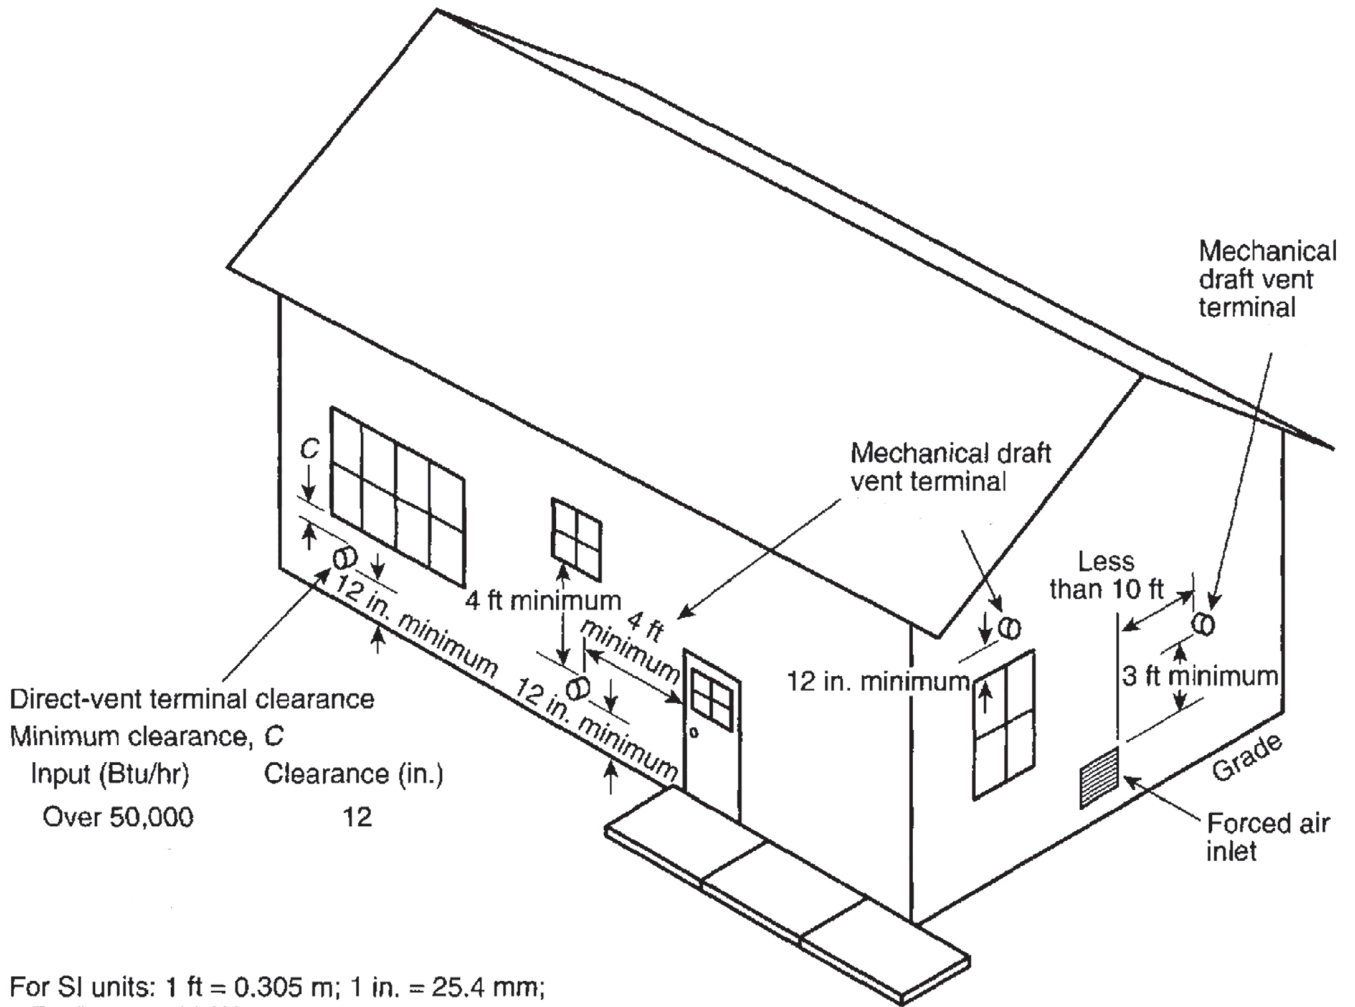 Mechanical
draft vent
terminal
Mechanical draft
vent terminal
C
Less
than 10 ft
12 in. minimum
4 ft minimum
4 ft
minimum
12 in. minimum
12 in. minimum
3 ft minimum
Direct-vent terminal clearance
Minimum clearance, C
Input (Btu/hr) Clearance (in.)
Over 50,000 12
Grade
Forced air
inlet
For SI units: 1 ft = 0.305 m; 1 in. = 25.4 mm;